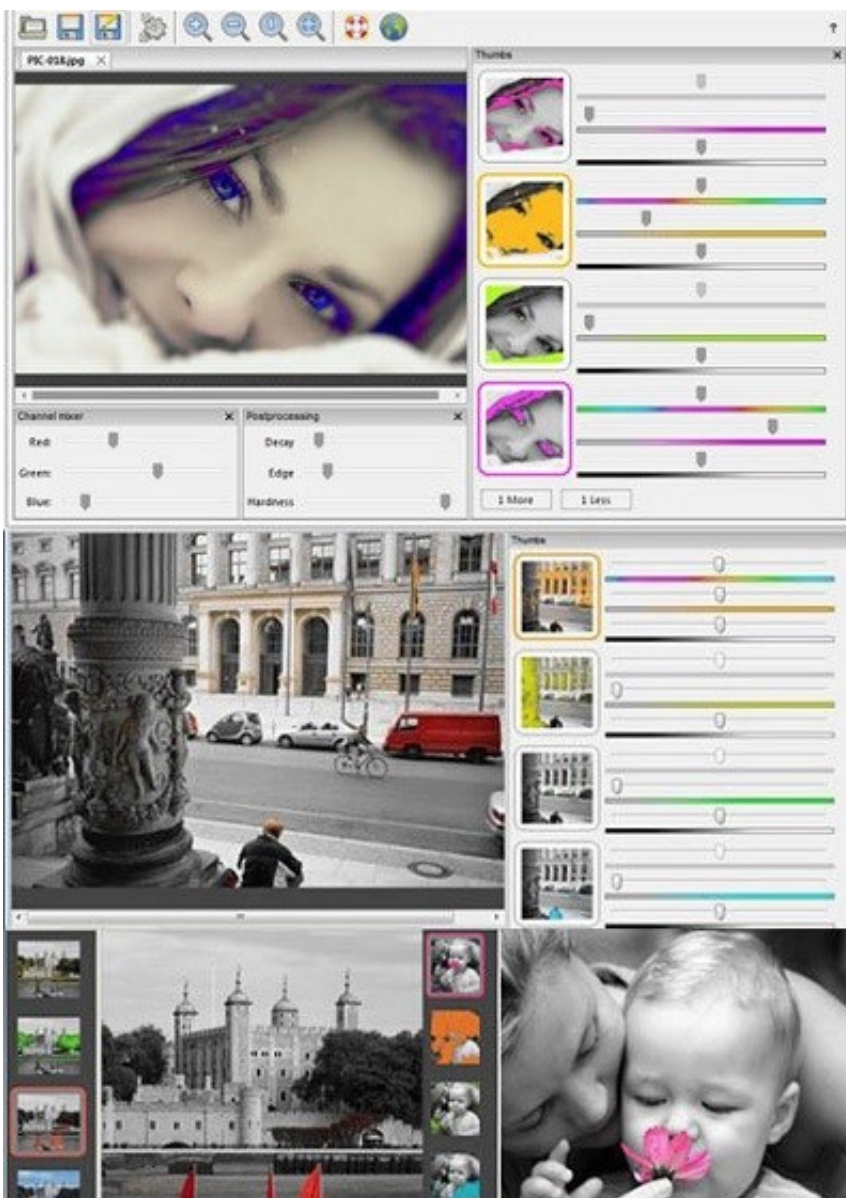 ?
PIC-018.jpg
Thumbs
Channel mixer
Red:
Green:
Blue:
Postprocessing
Decay
Edge
Hardness
1 More
1 Less
Thumbs